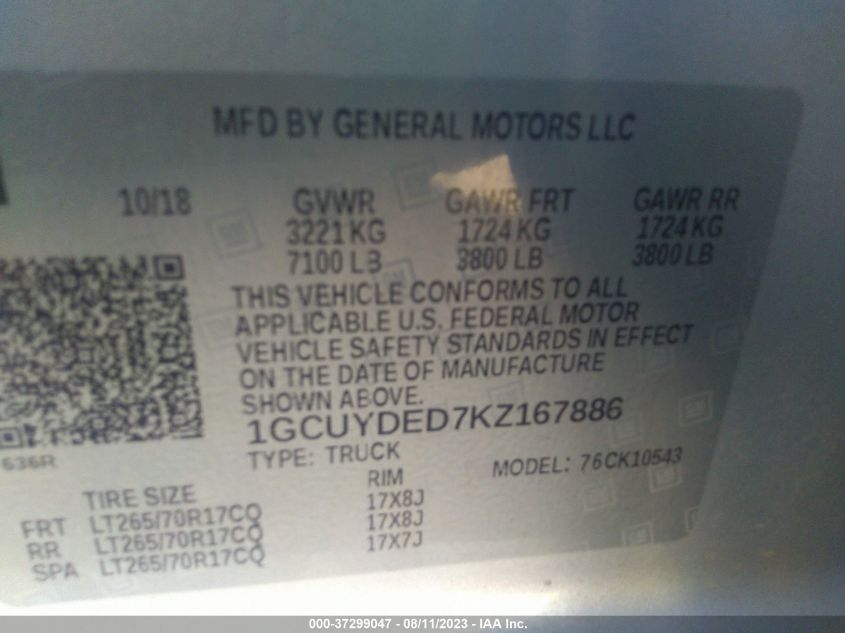 MFD BY GENERAL MOTORS LLC
10/18 GVWR GAWR FRT GAWR RR
3221 KG 1724 KG 1724 KG
7100 LB 3800 LB 3800 LB
THIS VEHICLE CONFORMS TO ALL
APPLICABLE U.S. FEDERAL MOTOR
VEHICLE SAFETY STANDARDS IN EFFECT
ON THE DATE OF MANUFACTURE
SHOWN ABOVE.
1GCUYDED7KZ167886
636R
TYPE: TRUCK MODEL: 76CK10543
TIRE SIZE RIM
FRT LT265/70R17CQ 17X8J
RR LT265/70R17CQ 17X8J
SPA LT265/70R17CQ 17X7J
000-37299047 - 08/11/2023 - IAA Inc.